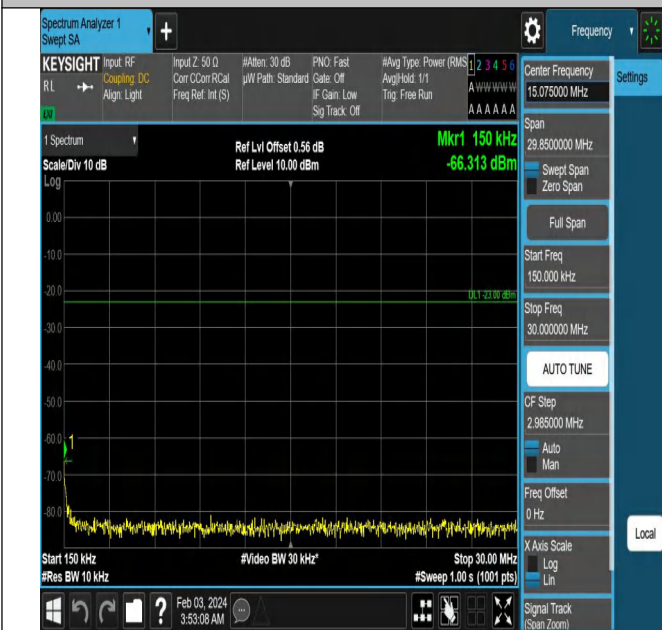 Spectrum Analyzer 1
Swept SA
+
Frequency
KEYSIGHT
RL
LXI
Input: RF
Coupling: DC
Align: Light
Input Z: 50 Ω
Corr CCorr RCal
Freq Ref: Int (S)
#Atten: 30 dB
µW Path: Standard
PNO: Fast
Gate: Off
IF Gain: Low
Sig Track: Off
#Avg Type: Power (RMS
Avg|Hold: 1/1
Trig: Free Run
1 2 3 4 5 6
A W W W W W
A A A A A A
Center Frequency
15.075000 MHz
Settings
Span
29.8500000 MHz
Swept Span
Zero Span
Full Span
Start Freq
150.000 kHz
Stop Freq
30.000000 MHz
AUTO TUNE
CF Step
2.985000 MHz
Auto
Man
Freq Offset
0 Hz
X Axis Scale
Log
Lin
Signal Track
(Span Zoom)
Local
1 Spectrum
Scale/Div 10 dB
Log
Ref Lvl Offset 0.56 dB
Ref Level 10.00 dBm
Mkr1 150 kHz
-66.313 dBm
0.00
-10.0
-20.0
DL1 -23.00 dBm
-30.0
-40.0
-50.0
-60.0
1
-70.0
-80.0
Start 150 kHz
#Res BW 10 kHz
#Video BW 30 kHz*
Stop 30.00 MHz
#Sweep 1.00 s (1001 pts)
?
Feb 03, 2024
3:53:08 AM